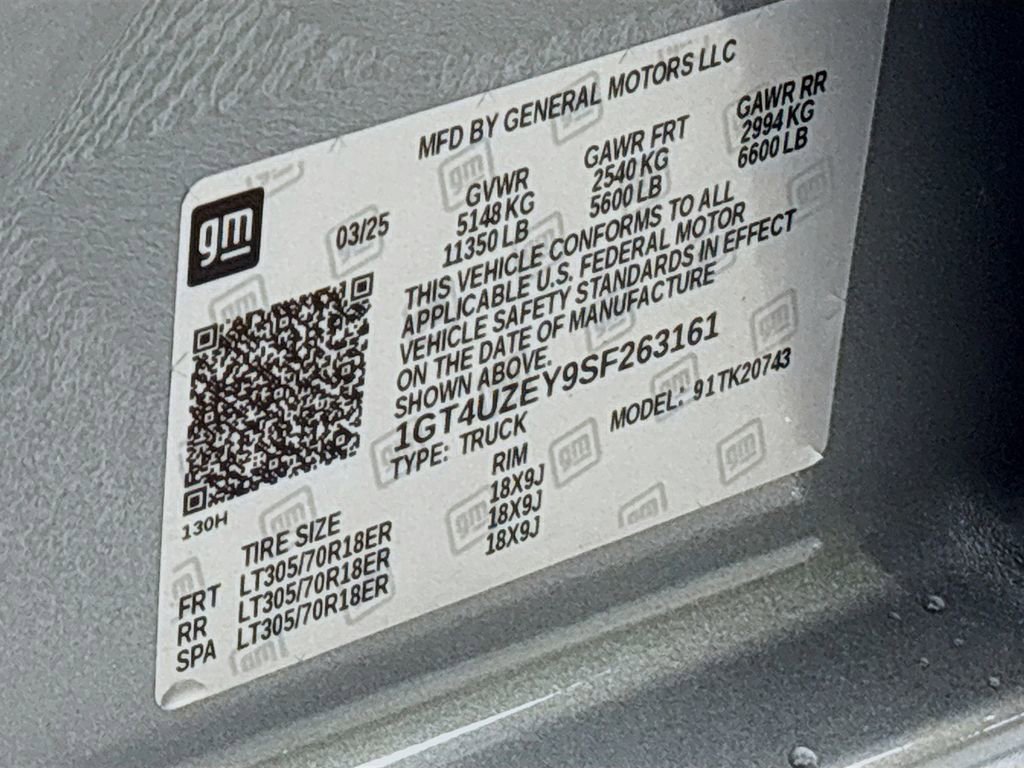 MFD BY GENERAL MOTORS LLC
gm
03/25
GVWR GAWR FRT GAWR RR
5148 KG 2540 KG 2994 KG
11350 LB 5600 LB 6600 LB
THIS VEHICLE CONFORMS TO ALL
APPLICABLE U.S. FEDERAL MOTOR
VEHICLE SAFETY STANDARDS IN EFFECT
ON THE DATE OF MANUFACTURE
SHOWN ABOVE.
1GT4UZEY9SF263161
TYPE: TRUCK MODEL: 91TK20743
130H
TIRE SIZE RIM
FRT LT305/70R18ER 18X9J
RR LT305/70R18ER 18X9J
SPA LT305/70R18ER 18X9J